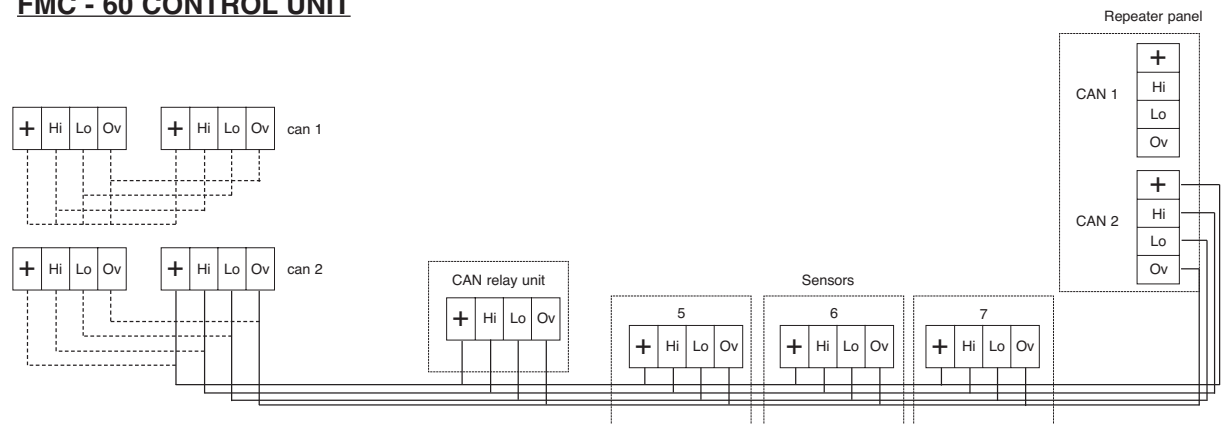 FMC - 60 CONTROL UNIT
Repeater panel
CAN 1
+
Hi
Lo
Ov
+ Hi Lo Ov + Hi Lo Ov can 1
CAN 2
+
Hi
Lo
Ov
+ Hi Lo Ov + Hi Lo Ov can 2
CAN relay unit
+ Hi Lo Ov
Sensors
5 6 7
+ Hi Lo Ov + Hi Lo Ov + Hi Lo Ov